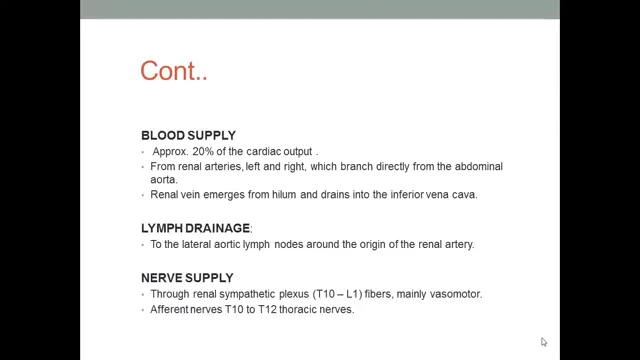 Cont..
BLOOD SUPPLY
• Approx. 20% of the cardiac output .
• From renal arteries, left and right, which branch directly from the abdominal
aorta.
• Renal vein emerges from hilum and drains into the inferior vena cava.
LYMPH DRAINAGE:
• To the lateral aortic lymph nodes around the origin of the renal artery.
NERVE SUPPLY
• Through renal sympathetic plexus (T10 – L1) fibers, mainly vasomotor.
• Afferent nerves T10 to T12 thoracic nerves.